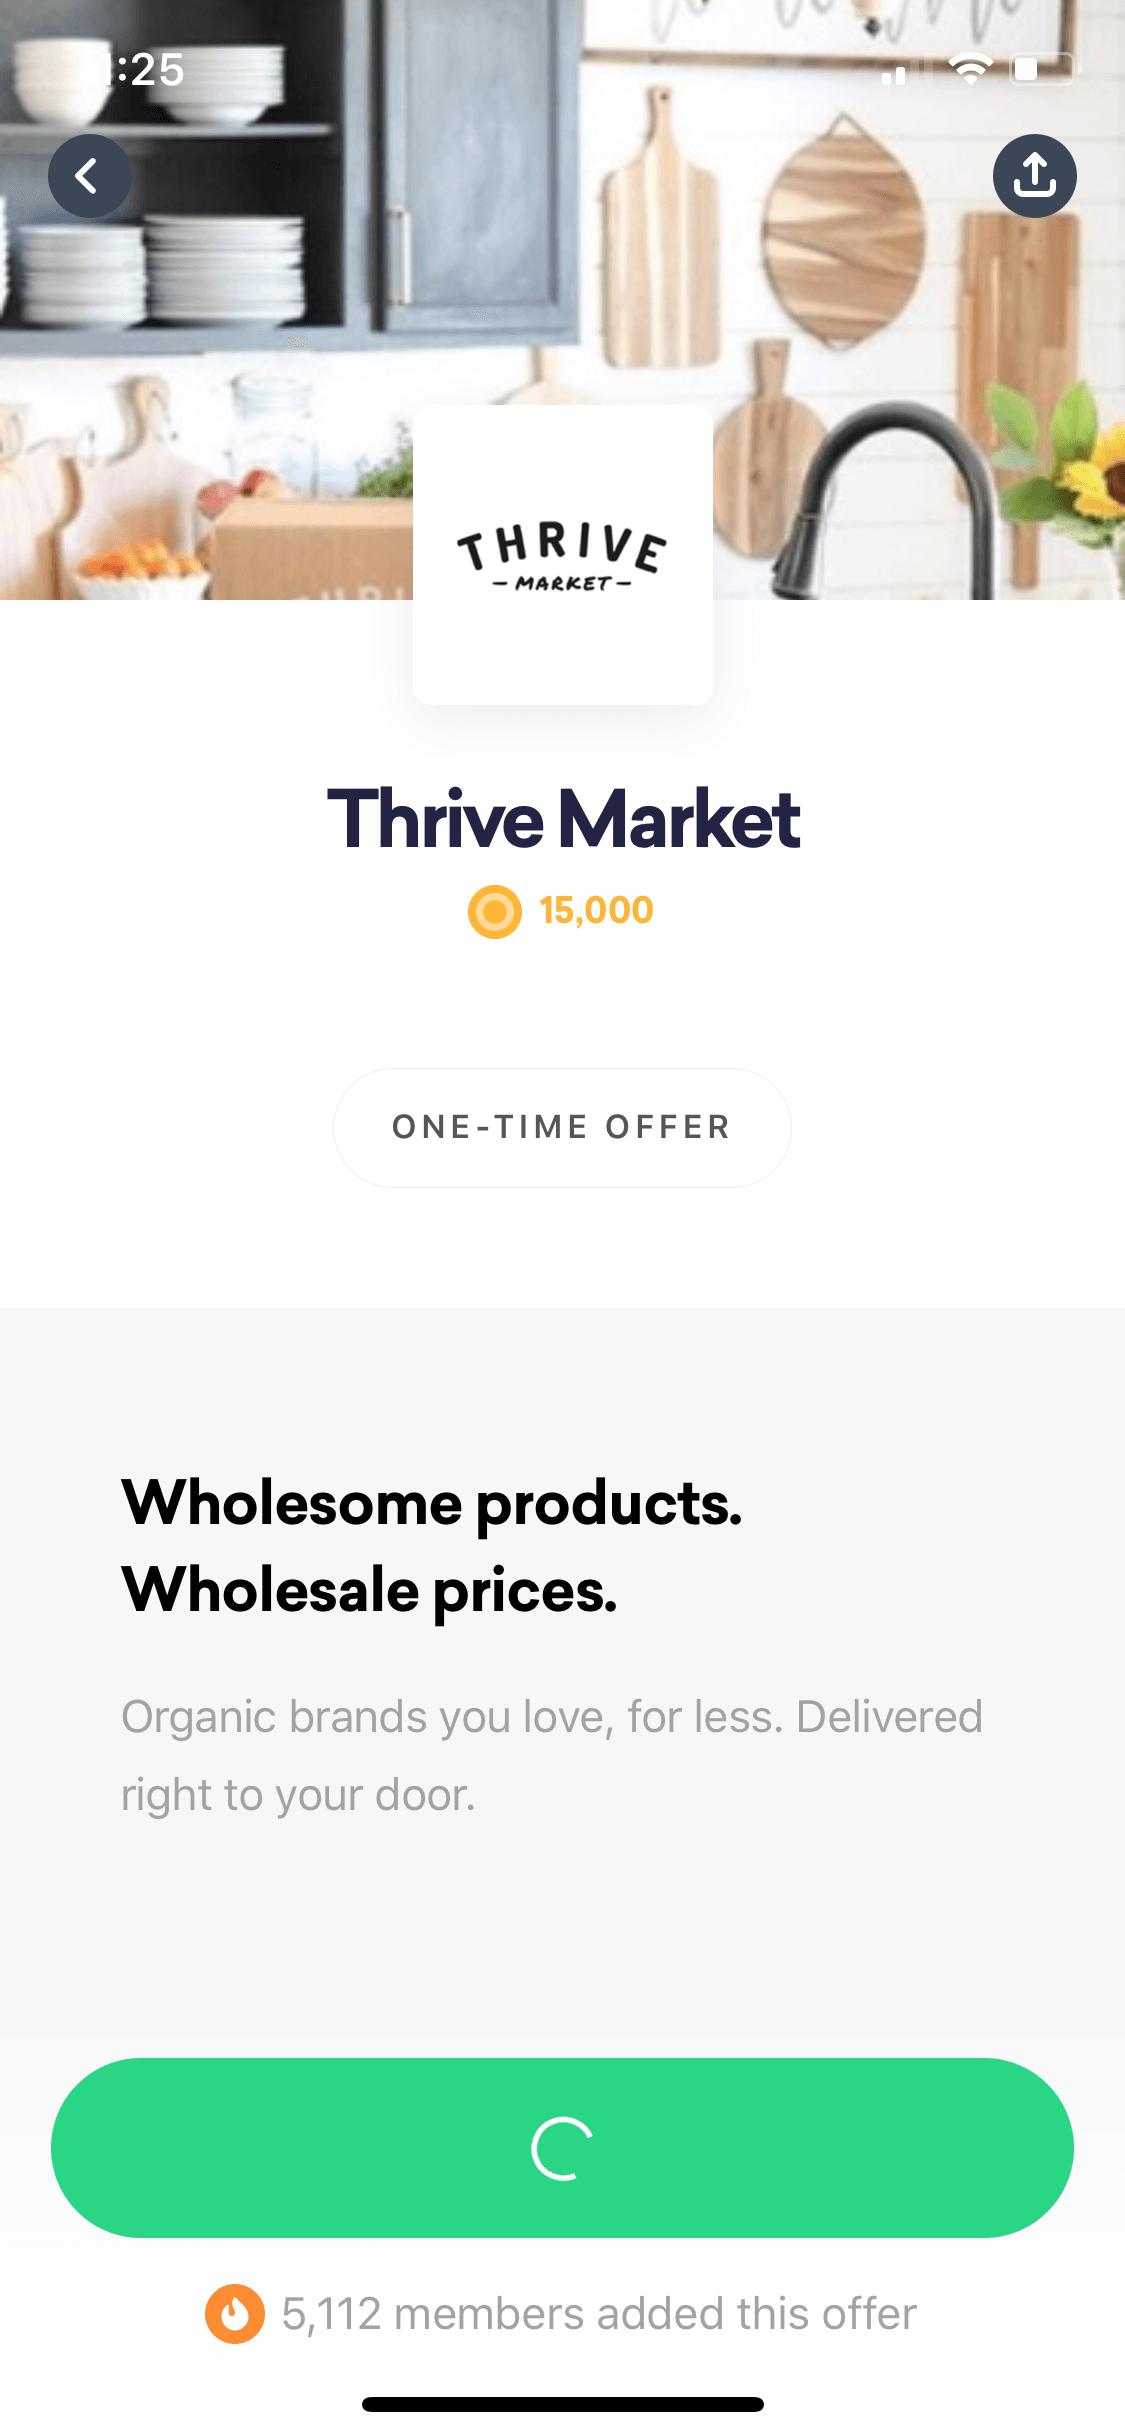 :25
THRIVE
MARKET
Thrive Market
15,000
ONE-TIME OFFER
Wholesome products.
Wholesale prices.
Organic brands you love, for less. Delivered
right to your door.
5,112 members added this offer